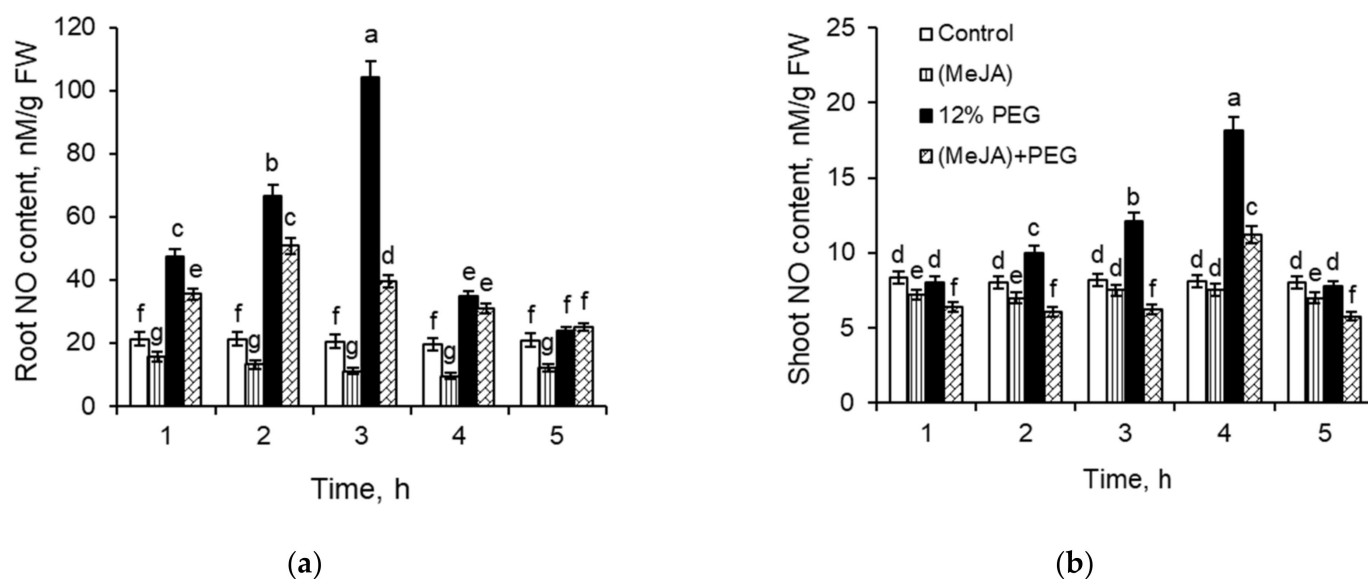 Root NO content, nM/g FW
120
100
80
60
40
20
0
f g c e
f g b c
f g a d
f g e e
f g f f
1 2 3 4 5
Time, h
(a)
Shoot NO content, nM/g FW
25
20
15
10
5
0
Control
(MeJA)
12% PEG
(MeJA)+PEG
d e d f
d e c f
d d b f
d d a c
d e d f
1 2 3 4 5
Time, h
(b)